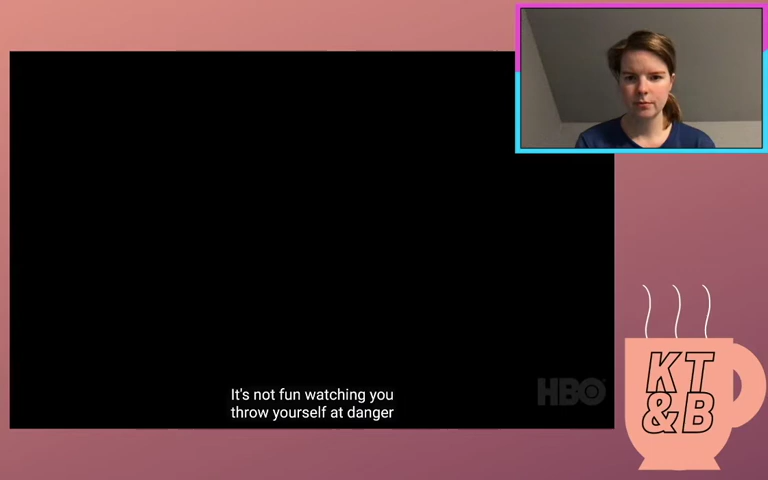 It's not fun watching you
throw yourself at danger
HBO
KT
&B